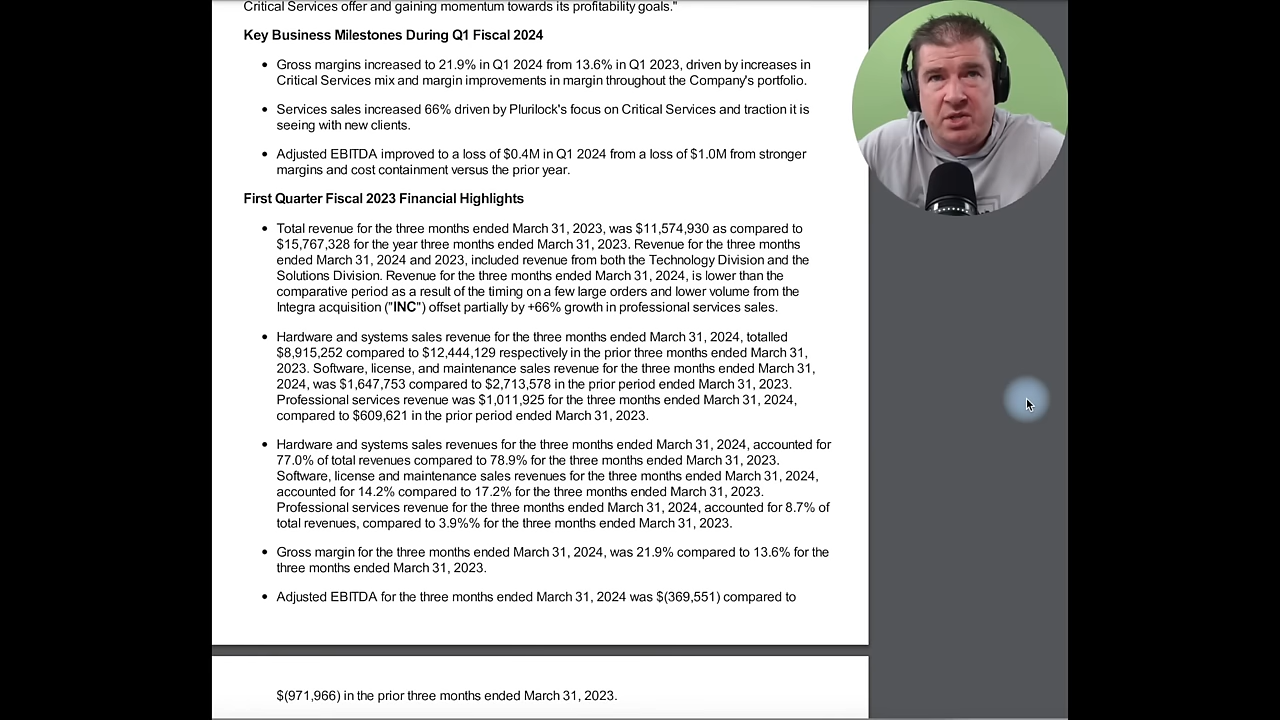 Critical Services offer and gaining momentum towards its profitability goals."
Key Business Milestones During Q1 Fiscal 2024
• Gross margins increased to 21.9% in Q1 2024 from 13.6% in Q1 2023, driven by increases in
Critical Services mix and margin improvements in margin throughout the Company's portfolio.
• Services sales increased 66% driven by Plurilock's focus on Critical Services and traction it is
seeing with new clients.
• Adjusted EBITDA improved to a loss of $0.4M in Q1 2024 from a loss of $1.0M from stronger
margins and cost containment versus the prior year.
First Quarter Fiscal 2023 Financial Highlights
• Total revenue for the three months ended March 31, 2023, was $11,574,930 as compared to
$15,767,328 for the year three months ended March 31, 2023. Revenue for the three months
ended March 31, 2024 and 2023, included revenue from both the Technology Division and the
Solutions Division. Revenue for the three months ended March 31, 2024, is lower than the
comparative period as a result of the timing on a few large orders and lower volume from the
Integra acquisition ("INC") offset partially by +66% growth in professional services sales.
• Hardware and systems sales revenue for the three months ended March 31, 2024, totalled
$8,915,252 compared to $12,444,129 respectively in the prior three months ended March 31,
2023. Software, license, and maintenance sales revenue for the three months ended March 31,
2024, was $1,647,753 compared to $2,713,578 in the prior period ended March 31, 2023.
Professional services revenue was $1,011,925 for the three months ended March 31, 2024,
compared to $609,621 in the prior period ended March 31, 2023.
• Hardware and systems sales revenues for the three months ended March 31, 2024, accounted for
77.0% of total revenues compared to 78.9% for the three months ended March 31, 2023.
Software, license and maintenance sales revenues for the three months ended March 31, 2024,
accounted for 14.2% compared to 17.2% for the three months ended March 31, 2023.
Professional services revenue for the three months ended March 31, 2024, accounted for 8.7% of
total revenues, compared to 3.9%% for the three months ended March 31, 2023.
• Gross margin for the three months ended March 31, 2024, was 21.9% compared to 13.6% for the
three months ended March 31, 2023.
• Adjusted EBITDA for the three months ended March 31, 2024 was $(369,551) compared to
$(971,966) in the prior three months ended March 31, 2023.